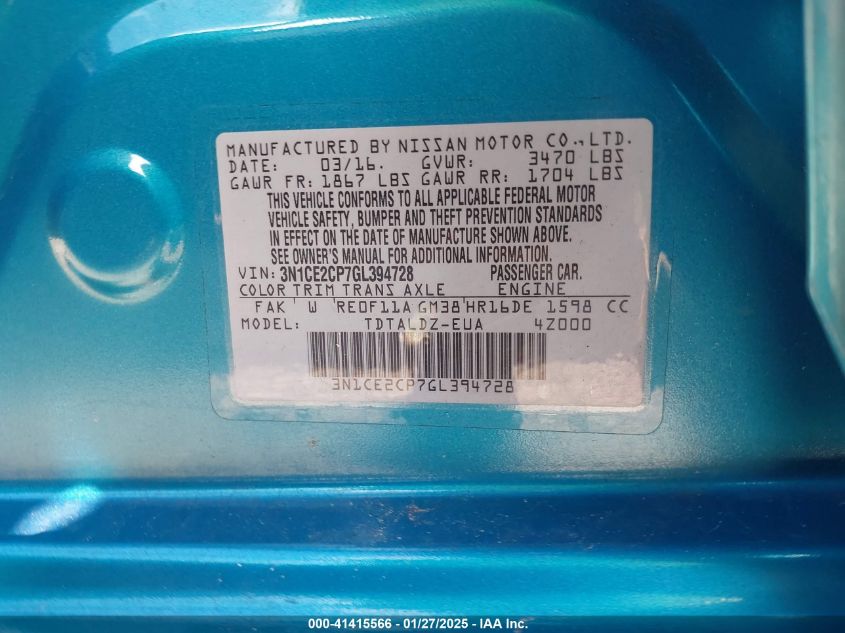 MANUFACTURED BY NISSAN MOTOR CO.,LTD.
DATE: 03/16. GVWR: 3470 LBS
GAWR FR: 1867 LBS GAWR RR: 1704 LBS
THIS VEHICLE CONFORMS TO ALL APPLICABLE FEDERAL MOTOR
VEHICLE SAFETY, BUMPER AND THEFT PREVENTION STANDARDS
IN EFFECT ON THE DATE OF MANUFACTURE SHOWN ABOVE.
SEE OWNER'S MANUAL FOR ADDITIONAL INFORMATION.
VIN: 3N1CE2CP7GL394728 PASSENGER CAR.
COLOR TRIM TRANS AXLE ENGINE
FAK W RE0F11A GM38 HR16DE 1598 CC
MODEL: TDTALDZ-EUA 4Z000
3N1CE2CP7GL394728
000-41415566 | 01/27/2025 | IAA Inc.